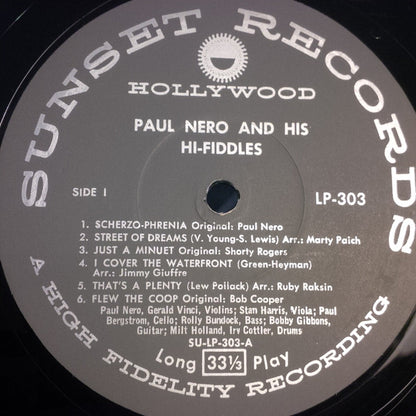 SUNSET RECORDS
HOLLYWOOD
PAUL NERO AND HIS
HI-FIDDLES
SIDE I
LP-303
1. SCHERZO-PHRENIA Original: Paul Nero
2. STREET OF DREAMS (V. Young-S. Lewis) Arr.: Marty Paich
3. JUST A MINUET Original: Shorty Rogers
4. I COVER THE WATERFRONT (Green-Heyman)
Arr.: Jimmy Giuffre
5. THAT'S A PLENTY (Lew Pollack) Arr.: Ruby Raksin
6. FLEW THE COOP Original: Bob Cooper
Paul Nero, Gerald Vinci, Violins; Stan Harris, Viola; Paul
Bergstrom, Cello; Rolly Bundock, Bass; Bobby Gibbons,
Guitar; Milt Holland, Irv Cottler, Drums
SU-LP-303-A
Long 33 1/3 Play
A HIGH FIDELITY RECORDING